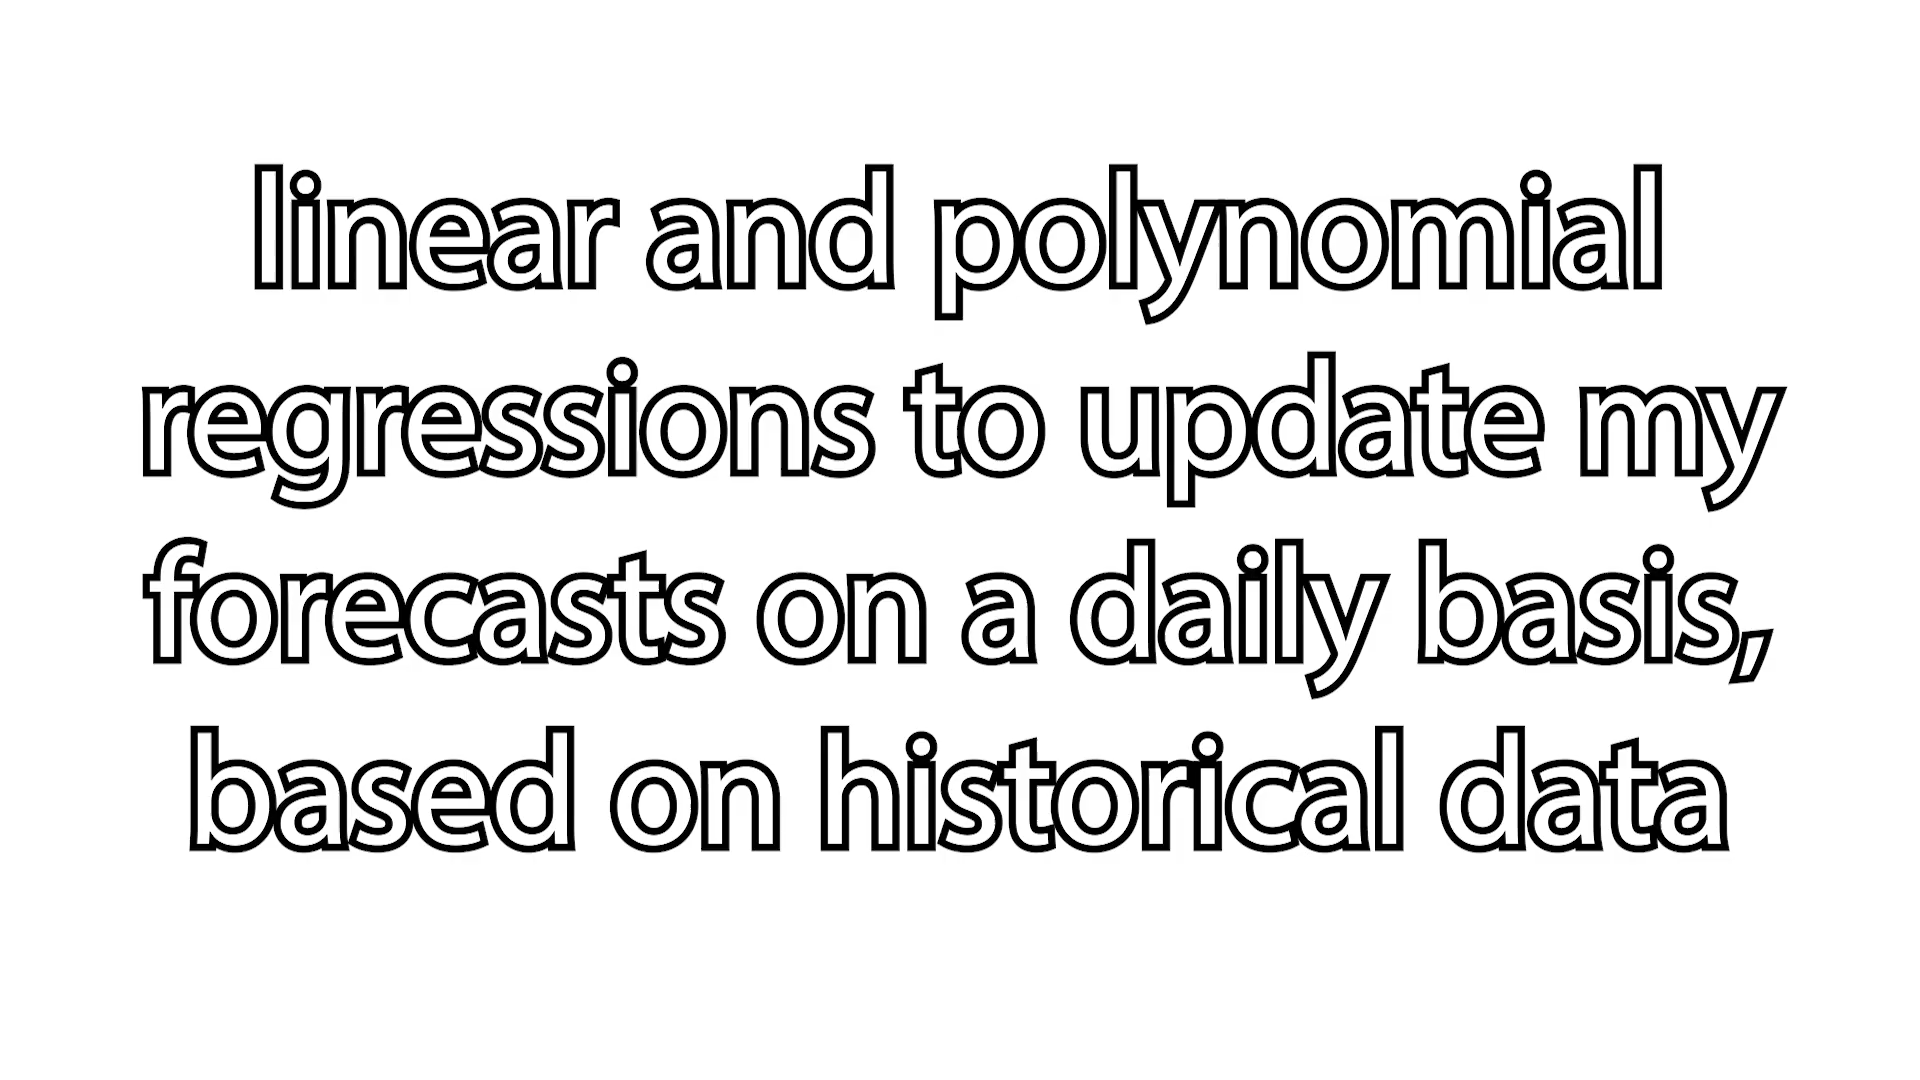 linear and polynomial
regressions to update my
forecasts on a daily basis,
based on historical data